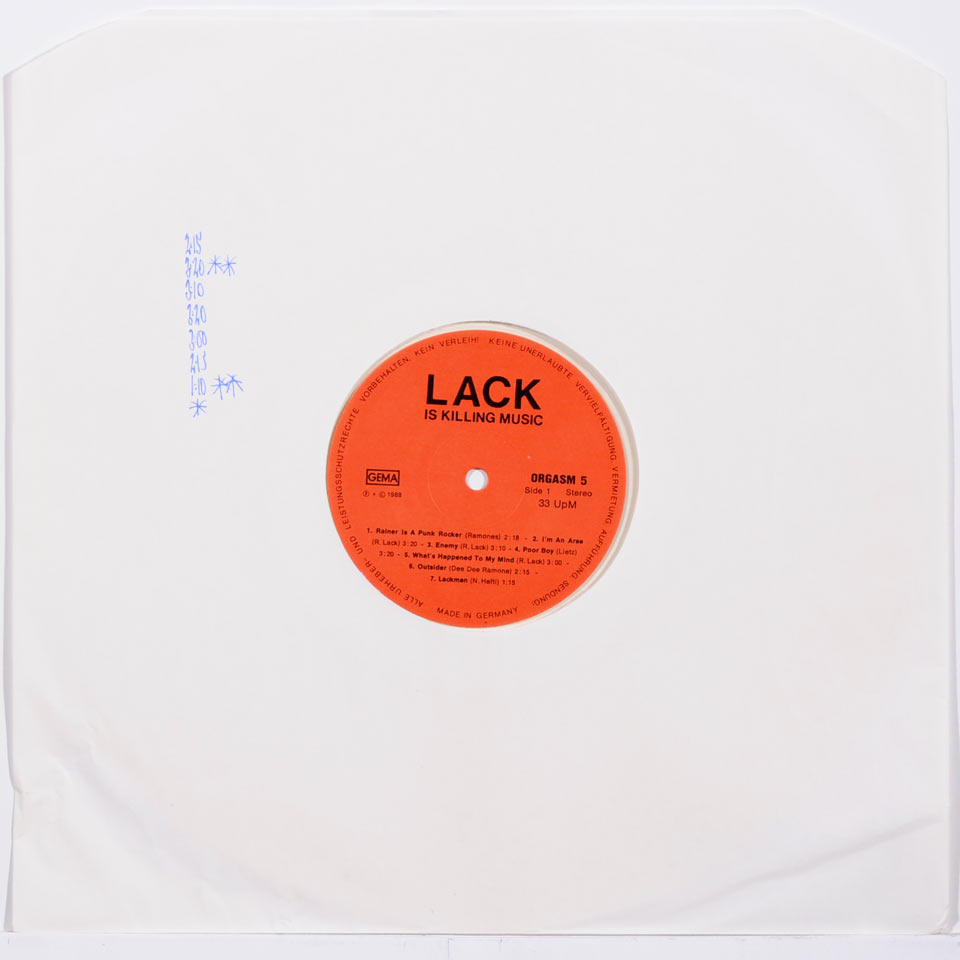 2.15
3.20 **
3.10
3.20
3.00
2.15
1.10 **
*
ALLE URHEBER- UND LEISTUNGSSCHUTZRECHTE VORBEHALTEN. KEIN VERLEIH! KEINE UNERLAUBTE VERVIELFÄLTIGUNG, VERMIETUNG, AUFFÜHRUNG, SENDUNG!
LACK
IS KILLING MUSIC
GEMA
Ⓟ + © 1988
ORGASM 5
Side 1 Stereo
33 UpM
1. Rainer Is A Punk Rocker (Ramones) 2:18 - 2. I'm An Arse
(R. Lack) 3:20 - 3. Enemy (R. Lack) 3:10 - 4. Poor Boy (Lietz)
3:20 - 5. What's Happened To My Mind (R. Lack) 3:00 -
6. Outsider (Dee Dee Ramone) 2:15 -
7. Lackman (N. Hefti) 1:15
MADE IN GERMANY